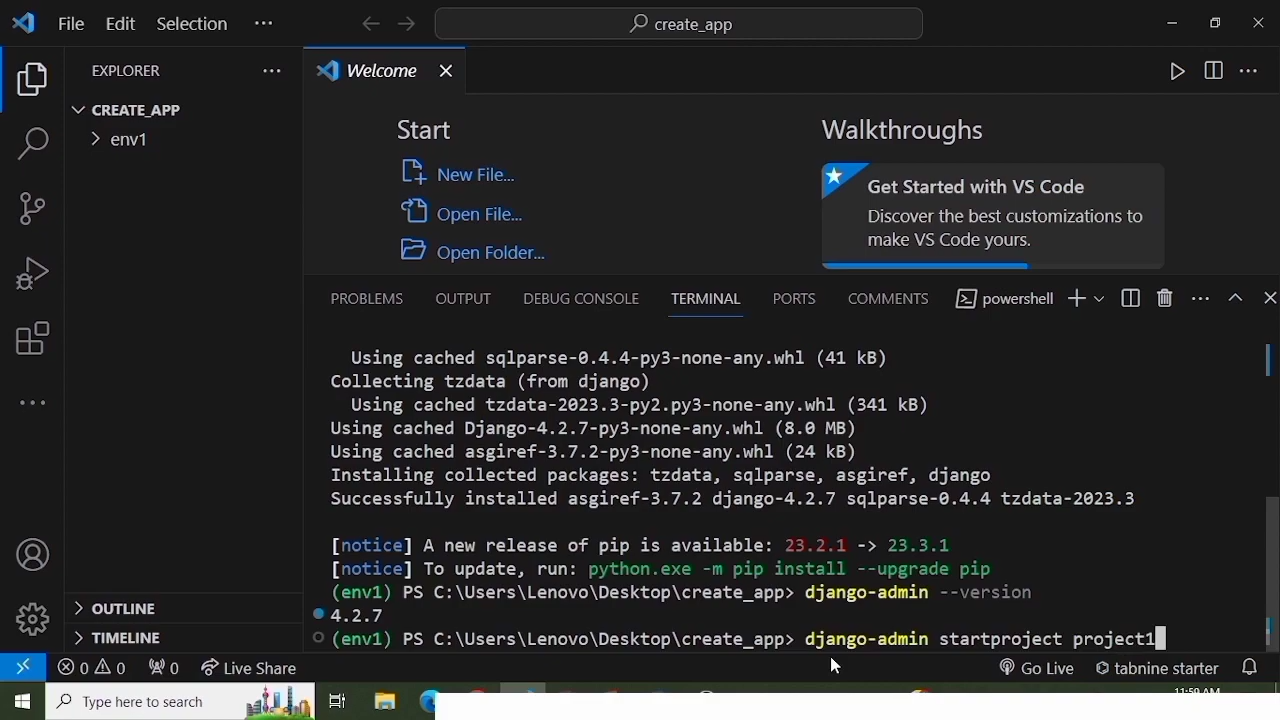 File Edit Selection ···
create_app
EXPLORER
Welcome
CREATE_APP
env1
Start
New File...
Open File...
Open Folder...
Walkthroughs
Get Started with VS Code
Discover the best customizations to
make VS Code yours.
PROBLEMS OUTPUT DEBUG CONSOLE TERMINAL PORTS COMMENTS powershell
Using cached sqlparse-0.4.4-py3-none-any.whl (41 kB)
Collecting tzdata (from django)
Using cached tzdata-2023.3-py2.py3-none-any.whl (341 kB)
Using cached Django-4.2.7-py3-none-any.whl (8.0 MB)
Using cached asgiref-3.7.2-py3-none-any.whl (24 kB)
Installing collected packages: tzdata, sqlparse, asgiref, django
Successfully installed asgiref-3.7.2 django-4.2.7 sqlparse-0.4.4 tzdata-2023.3
[notice] A new release of pip is available: 23.2.1 -> 23.3.1
[notice] To update, run: python.exe -m pip install --upgrade pip
(env1) PS C:\Users\Lenovo\Desktop\create_app> django-admin --version
4.2.7
(env1) PS C:\Users\Lenovo\Desktop\create_app> django-admin startproject project1
OUTLINE
TIMELINE
0 0 0 Live Share Go Live tabnine starter
Type here to search
11:59 AM